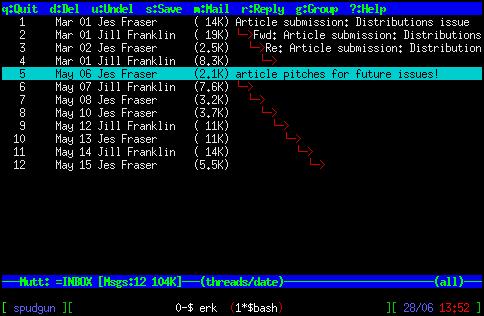 q:Quit  d:Del  u:Undel  s:Save  m:Mail  r:Reply  g:Group  ?:Help
1     Mar 01 Jes Fraser      ( 14K) Article submission: Distributions issue
2     Mar 01 Jill Franklin   ( 19K) └─>Fwd: Article submission: Distributions
3     Mar 02 Jes Fraser      (2.5K)   └─>Re: Article submission: Distribution
4     Mar 01 Jill Franklin   (8.3K)     └─>
5     May 06 Jes Fraser      (2.1K) article pitches for future issues!
6     May 07 Jill Franklin   (7.6K) └─>
7     May 08 Jes Fraser      (3.2K)   └─>
8     May 10 Jes Fraser      (3.7K)     └─>
9     May 12 Jill Franklin   ( 11K)       └─>
10    May 13 Jes Fraser      ( 11K)         └─>
11    May 14 Jill Franklin   ( 14K)           └─>
12    May 15 Jes Fraser      (5.5K)             └─>
---Mutt: =INBOX [Msgs:12 104K]---(threads/date)---(all)---
[ spudgun ][ 0-$ erk (1*$bash) ][ 28/06 13:52 ]